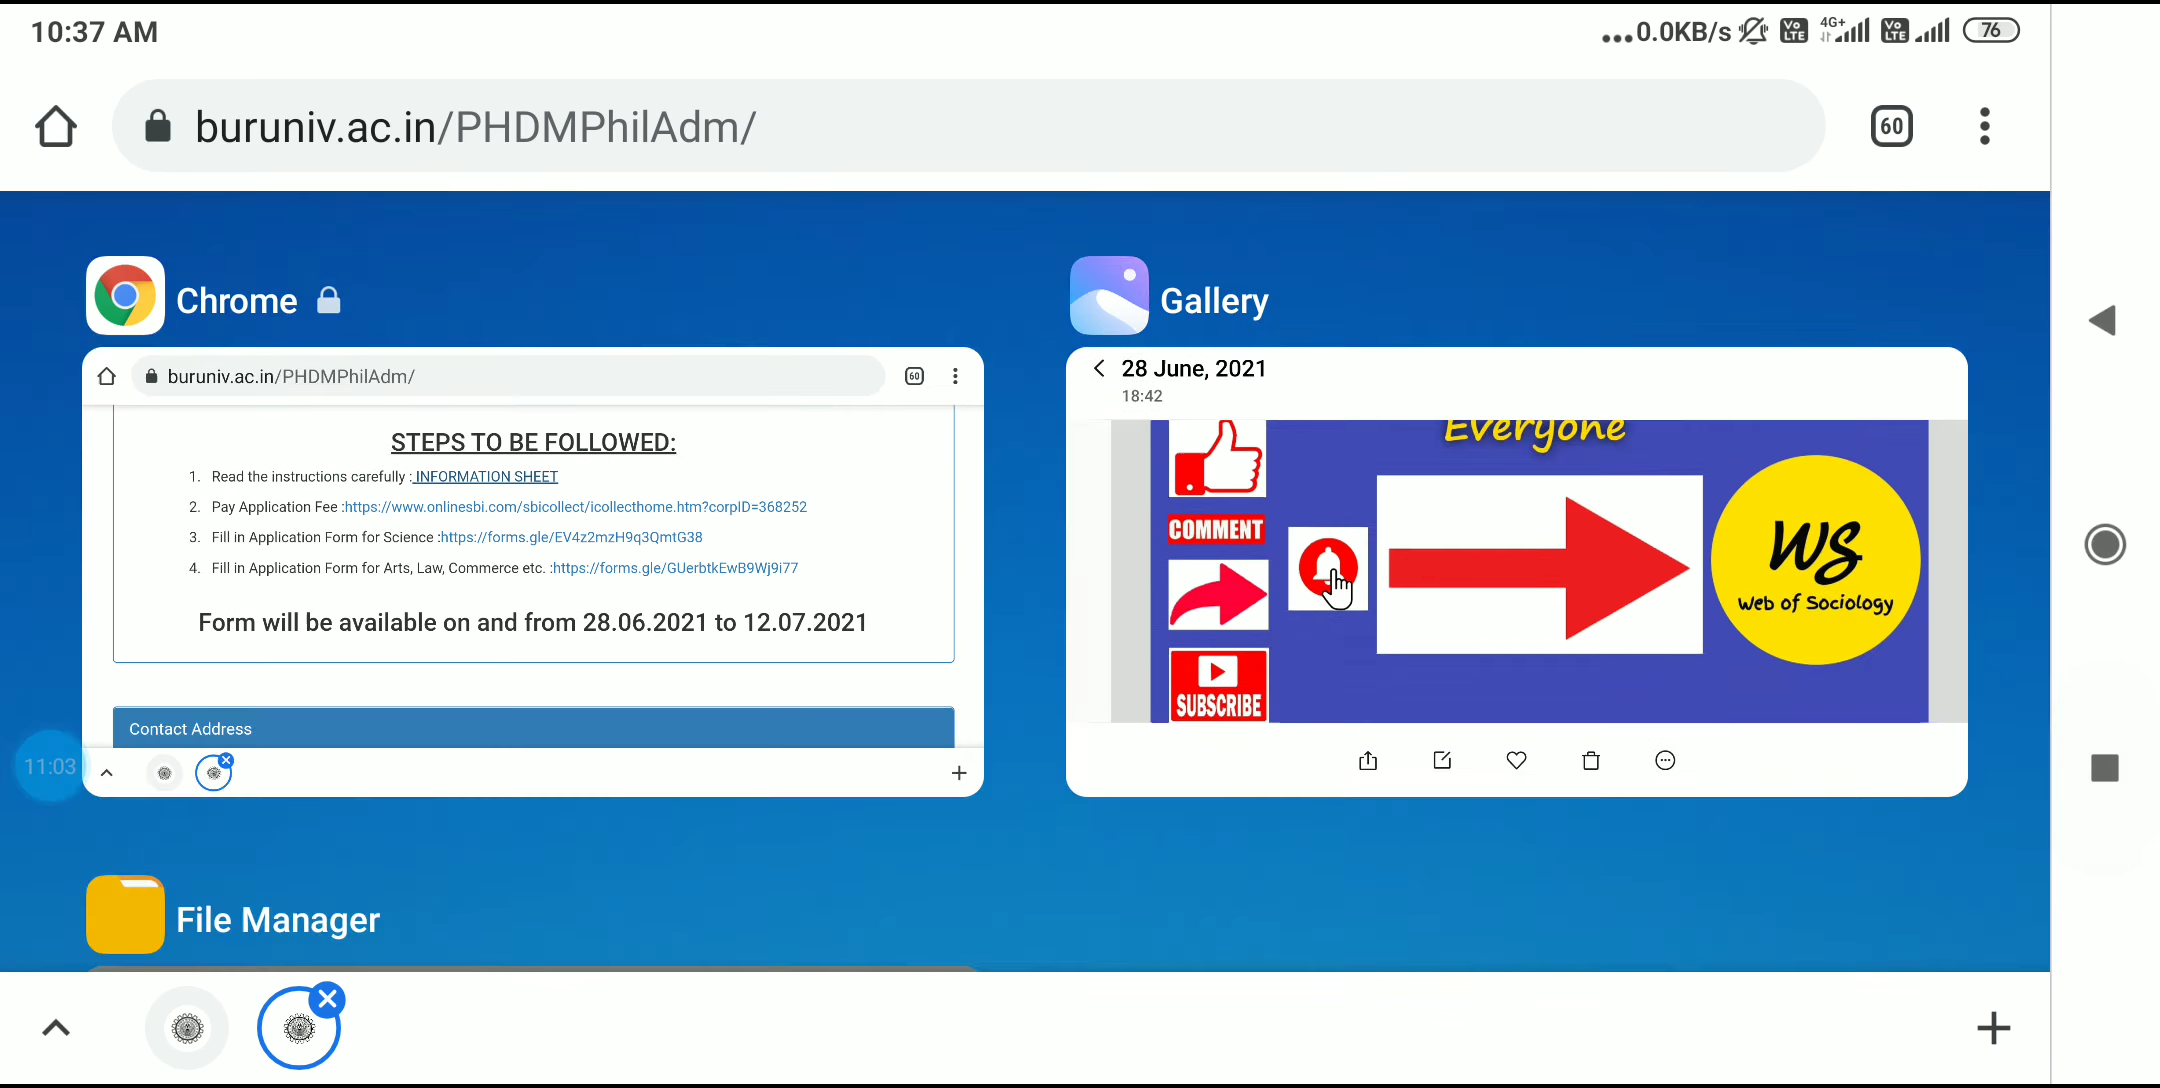 10:37 AM
...0.0KB/s Vo LTE 4G+ Vo LTE 76
buruniv.ac.in/PHDMPhilAdm/
60
Chrome
buruniv.ac.in/PHDMPhilAdm/
60
STEPS TO BE FOLLOWED:
1. Read the instructions carefully : INFORMATION SHEET
2. Pay Application Fee :https://www.onlinesbi.com/sbicollect/icollecthome.htm?corpID=368252
3. Fill in Application Form for Science :https://forms.gle/EV4z2mzH9q3QmtG38
4. Fill in Application Form for Arts, Law, Commerce etc. :https://forms.gle/GUerbtkEwB9Wj9i77
Form will be available on and from 28.06.2021 to 12.07.2021
Contact Address
11:03
Gallery
28 June, 2021
18:42
Everyone
COMMENT
SUBSCRIBE
WS
Web of Sociology
File Manager